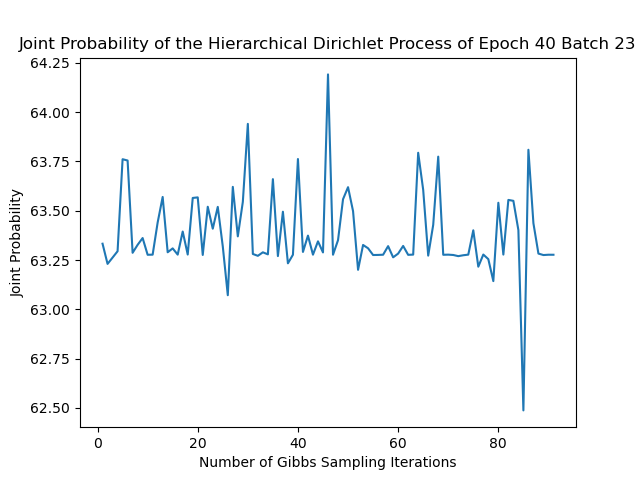 Joint Probability of the Hierarchical Dirichlet Process of Epoch 40 Batch 23
64.25
64.00
63.75
63.50
63.25
63.00
62.75
62.50
Joint Probability
0 20 40 60 80
Number of Gibbs Sampling Iterations